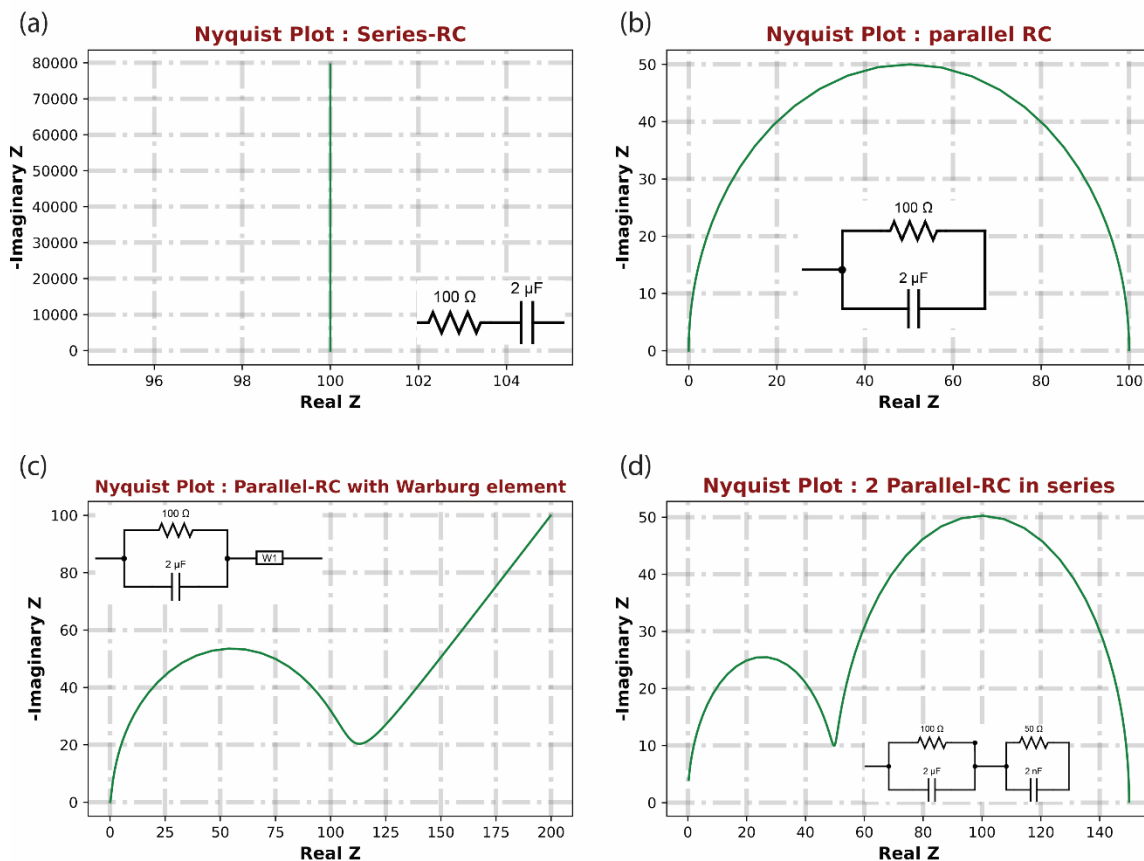 (a)
Nyquist Plot : Series-RC
80000
70000
60000
50000
40000
30000
20000
10000
0
-Imaginary Z
100 Ω
2 µF
96 98 100 102 104
Real Z
(b)
Nyquist Plot : parallel RC
50
40
30
20
10
0
-Imaginary Z
100 Ω
2 µF
0 20 40 60 80 100
Real Z
(c)
Nyquist Plot : Parallel-RC with Warburg element
100
80
60
40
20
0
-Imaginary Z
100 Ω
2 µF
W1
0 25 50 75 100 125 150 175 200
Real Z
(d)
Nyquist Plot : 2 Parallel-RC in series
50
40
30
20
10
0
-Imaginary Z
100 Ω
2 µF
50 Ω
2 nF
0 20 40 60 80 100 120 140
Real Z